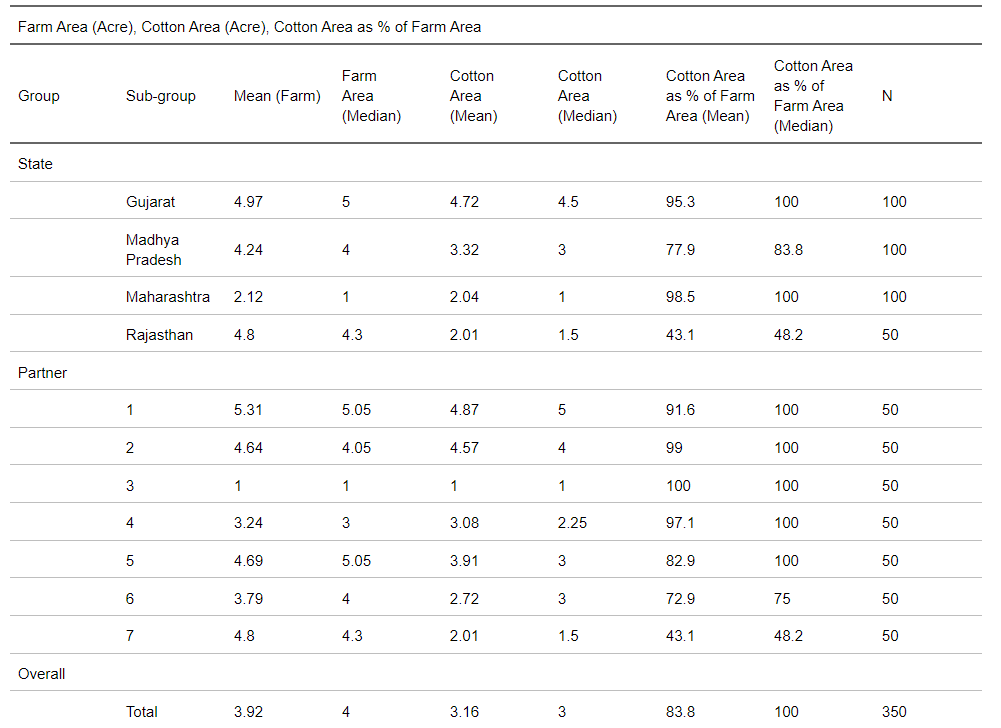 Farm Area (Acre), Cotton Area (Acre), Cotton Area as % of Farm Area
Group Sub-group Mean (Farm) Farm Area (Median) Cotton Area (Mean) Cotton Area (Median) Cotton Area as % of Farm Area (Mean) Cotton Area as % of Farm Area (Median) N
State
Gujarat 4.97 5 4.72 4.5 95.3 100 100
Madhya Pradesh 4.24 4 3.32 3 77.9 83.8 100
Maharashtra 2.12 1 2.04 1 98.5 100 100
Rajasthan 4.8 4.3 2.01 1.5 43.1 48.2 50
Partner
1 5.31 5.05 4.87 5 91.6 100 50
2 4.64 4.05 4.57 4 99 100 50
3 1 1 1 1 100 100 50
4 3.24 3 3.08 2.25 97.1 100 50
5 4.69 5.05 3.91 3 82.9 100 50
6 3.79 4 2.72 3 72.9 75 50
7 4.8 4.3 2.01 1.5 43.1 48.2 50
Overall
Total 3.92 4 3.16 3 83.8 100 350